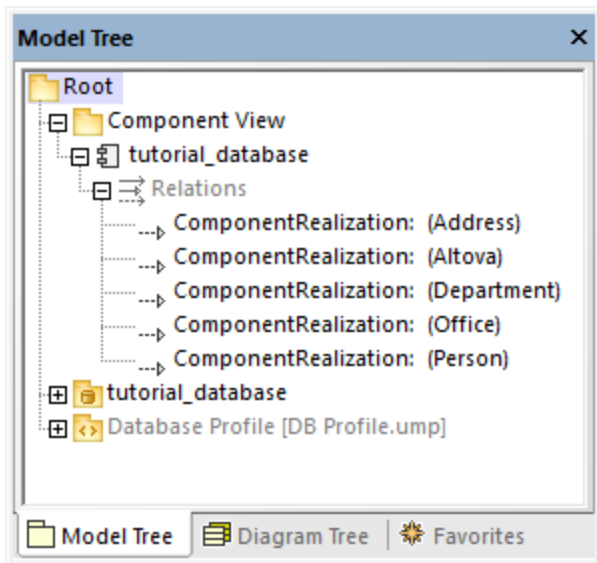 Model Tree
Root
Component View
tutorial_database
Relations
ComponentRealization: (Address)
ComponentRealization: (Altova)
ComponentRealization: (Department)
ComponentRealization: (Office)
ComponentRealization: (Person)
tutorial_database
Database Profile [DB Profile.ump]
Model Tree Diagram Tree Favorites